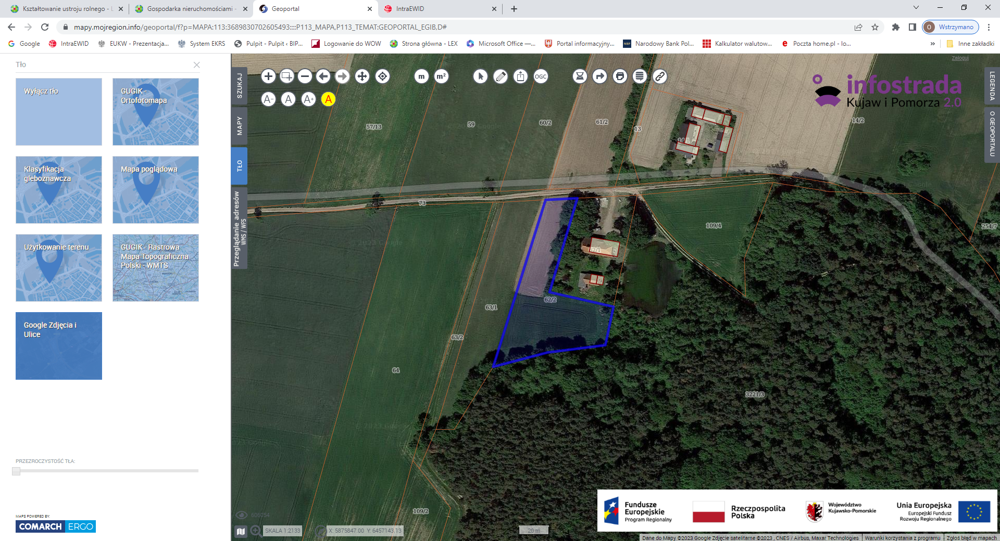 Kształtowanie ustroju rolnego - L
Gospodarka nieruchomościami -
Geoportal
IntraEWID
mapy.mojregion.info/geoportal/f?p=MAPA:113:3689830702605493::::P113_MAPA,P113_TEMAT:GEOPORTAL_EGIB,D#
O Wstrzymano
Google
IntraEWID
EUKW - Prezentacja...
System EKRS
Pulpit - Pulpit ‹ BIP...
Logowanie do WOW
Strona główna - LEX
Microsoft Office —...
Portal informacyjny...
NBP
Narodowy Bank Pol...
Kalkulator walutow...
Poczta home.pl - lo...
»
Inne zakładki
Tło
Wyłącz tło
GUGIK -
Ortofotomapa
Klasyfikacja
gleboznawcza
Mapa poglądowa
Użytkowanie terenu
GUGIK - Rastrowa
Mapa Topograficzna
Polski - WMTS
Google Zdjęcia i
Ulice
PRZEZROCZYSTOŚĆ TŁA:
MAPS POWERED BY:
COMARCH ERGO
SZUKAJ
MAPY
TŁO
Przeglądanie adresów
WMS / WFS
m
m²
OGC
A-
A
A+
A
Zaloguj
infostrada
Kujaw i Pomorza 2.0
LEGENDA
O GEOPORTALU
57/13
59
60/2
61/2
13
14/1
14/2
73
109/4
254/7
62/1
62/2
63/1
63/2
64
3221/3
109/2
606054
SKALA 1:2133
X: 5875847.00 Y: 6457143.13
20 m
Fundusze
Europejskie
Program Regionalny
Rzeczpospolita
Polska
Województwo
Kujawsko-Pomorskie
Unia Europejska
Europejski Fundusz
Rozwoju Regionalnego
Dane do Mapy ©2023 Google Zdjęcie satelitarne ©2023 , CNES / Airbus, Maxar Technologies
Warunki korzystania z programu
Zgłoś błąd w mapach